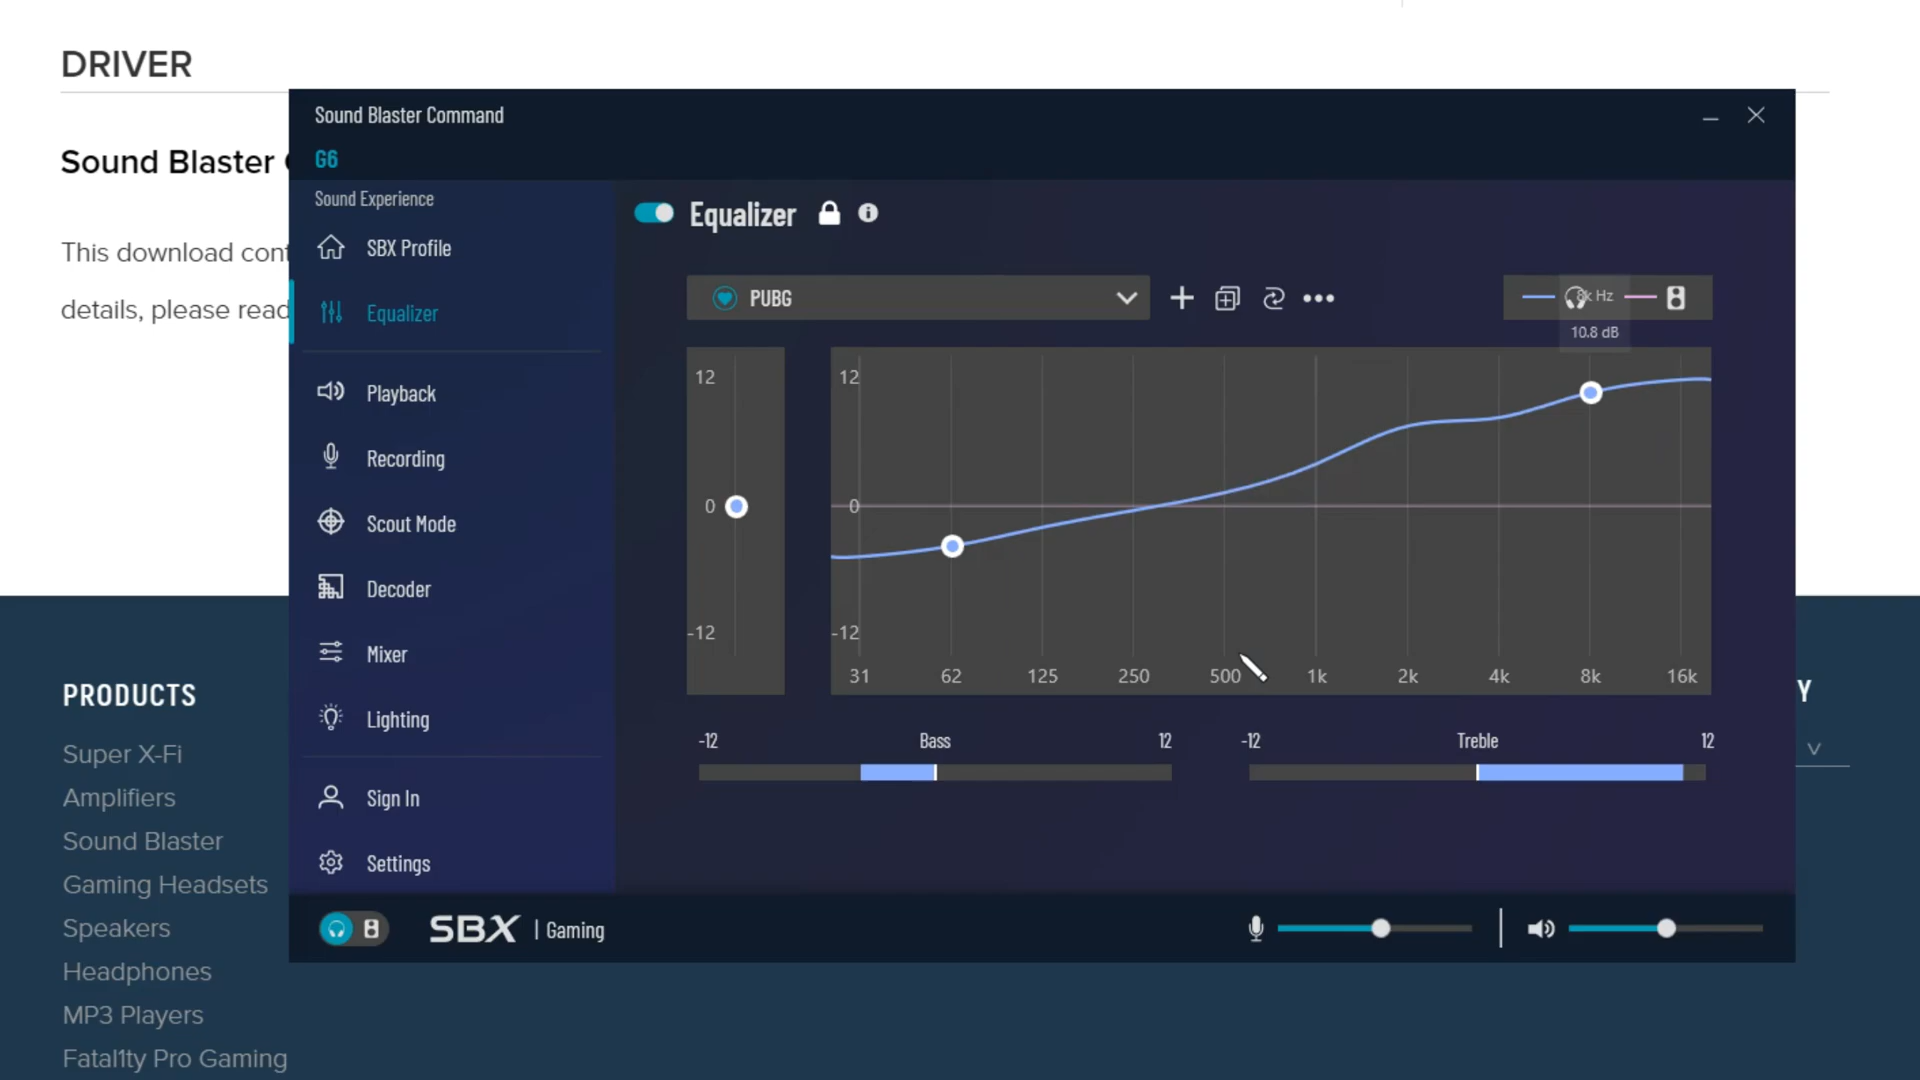 DRIVER
Sound Blaster
This download cont
details, please read
Sound Blaster Command
G6
Sound Experience
SBX Profile
Equalizer
Playback
Recording
Scout Mode
Decoder
Mixer
Lighting
Sign In
Settings
Equalizer
PUBG
8k Hz
10.8 dB
12
0
-12
12
0
-12
31 62 125 250 500 1k 2k 4k 8k 16k
-12 Bass 12
-12 Treble 12
SBX | Gaming
PRODUCTS
Super X-Fi
Amplifiers
Sound Blaster
Gaming Headsets
Speakers
Headphones
MP3 Players
Fatal1ty Pro Gaming
Y